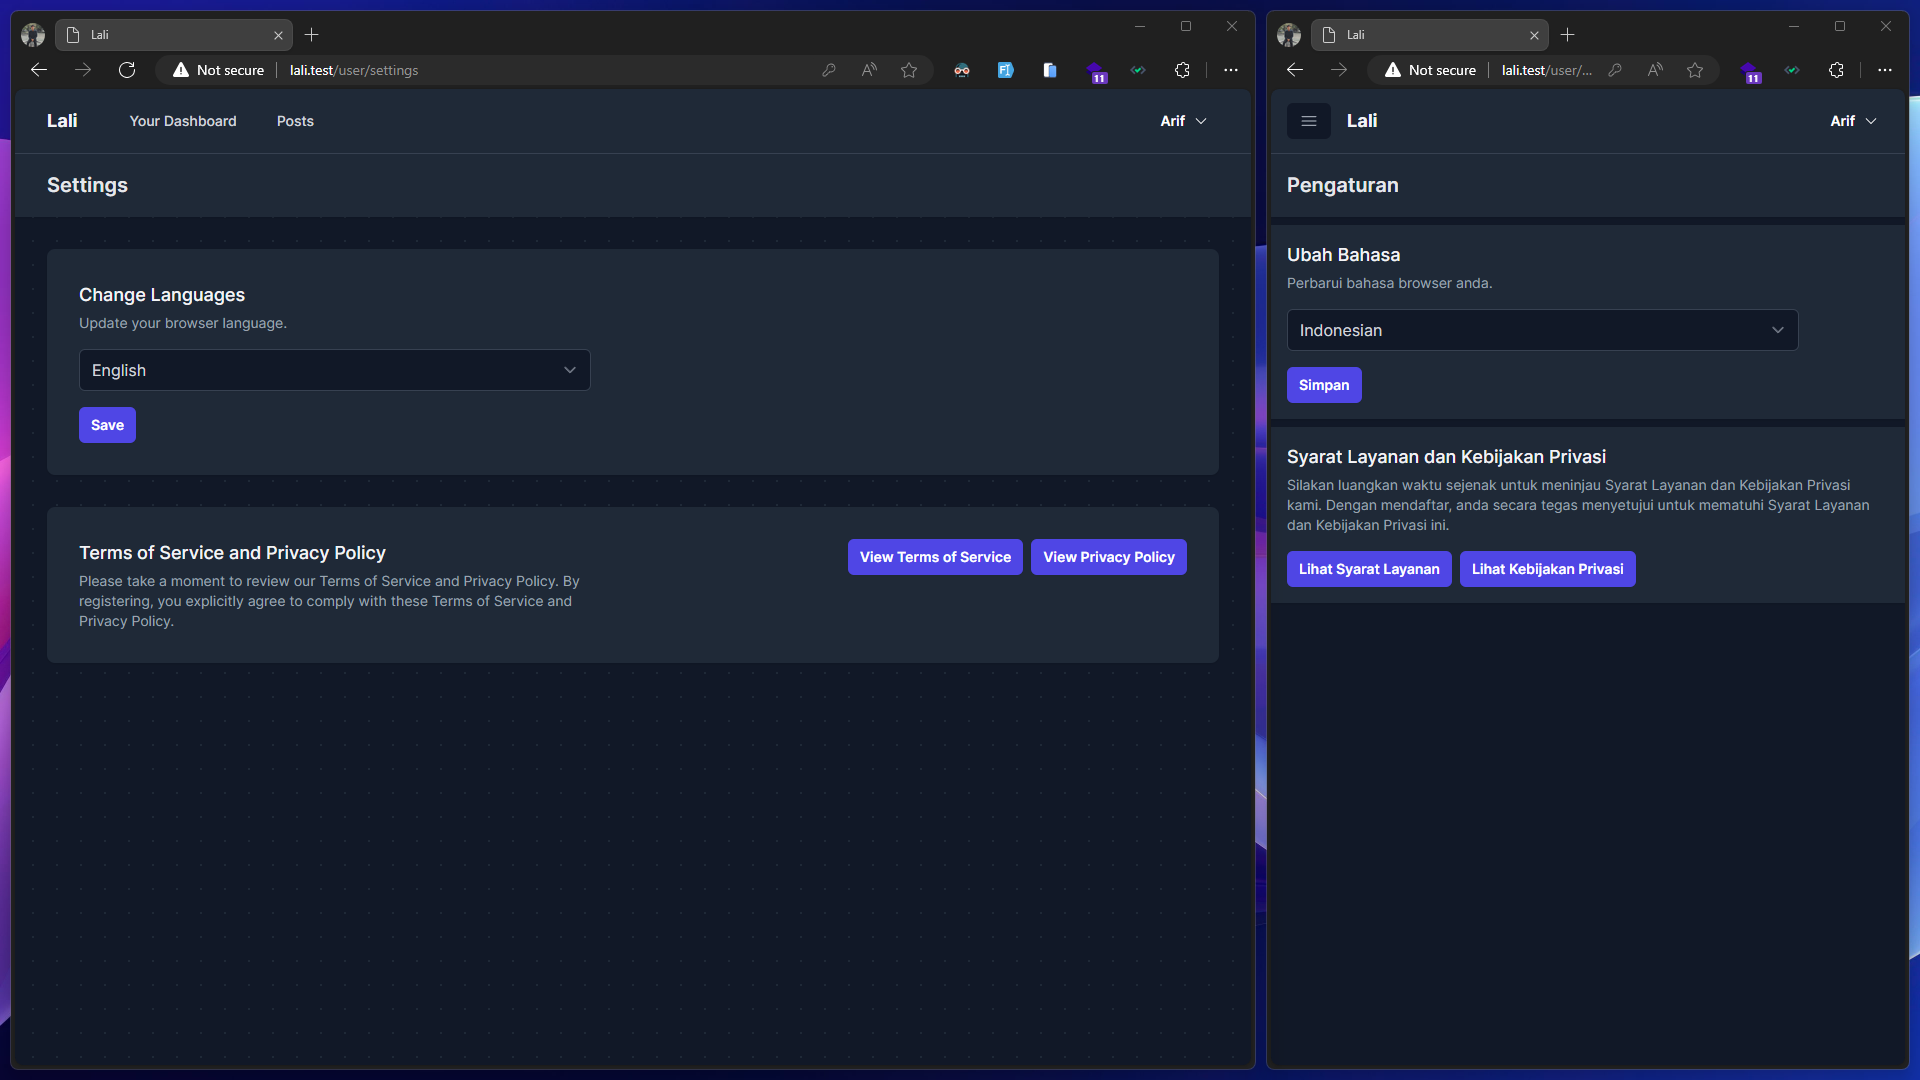 Lali
Not secure
lali.test/user/settings
11
Lali
Your Dashboard
Posts
Arif
Settings
Change Languages
Update your browser language.
English
Save
Terms of Service and Privacy Policy
Please take a moment to review our Terms of Service and Privacy Policy. By
registering, you explicitly agree to comply with these Terms of Service and
Privacy Policy.
View Terms of Service
View Privacy Policy
Lali
Not secure
lali.test/user/...
11
Lali
Arif
Pengaturan
Ubah Bahasa
Perbarui bahasa browser anda.
Indonesian
Simpan
Syarat Layanan dan Kebijakan Privasi
Silakan luangkan waktu sejenak untuk meninjau Syarat Layanan dan Kebijakan Privasi
kami. Dengan mendaftar, anda secara tegas menyetujui untuk mematuhi Syarat Layanan
dan Kebijakan Privasi ini.
Lihat Syarat Layanan
Lihat Kebijakan Privasi